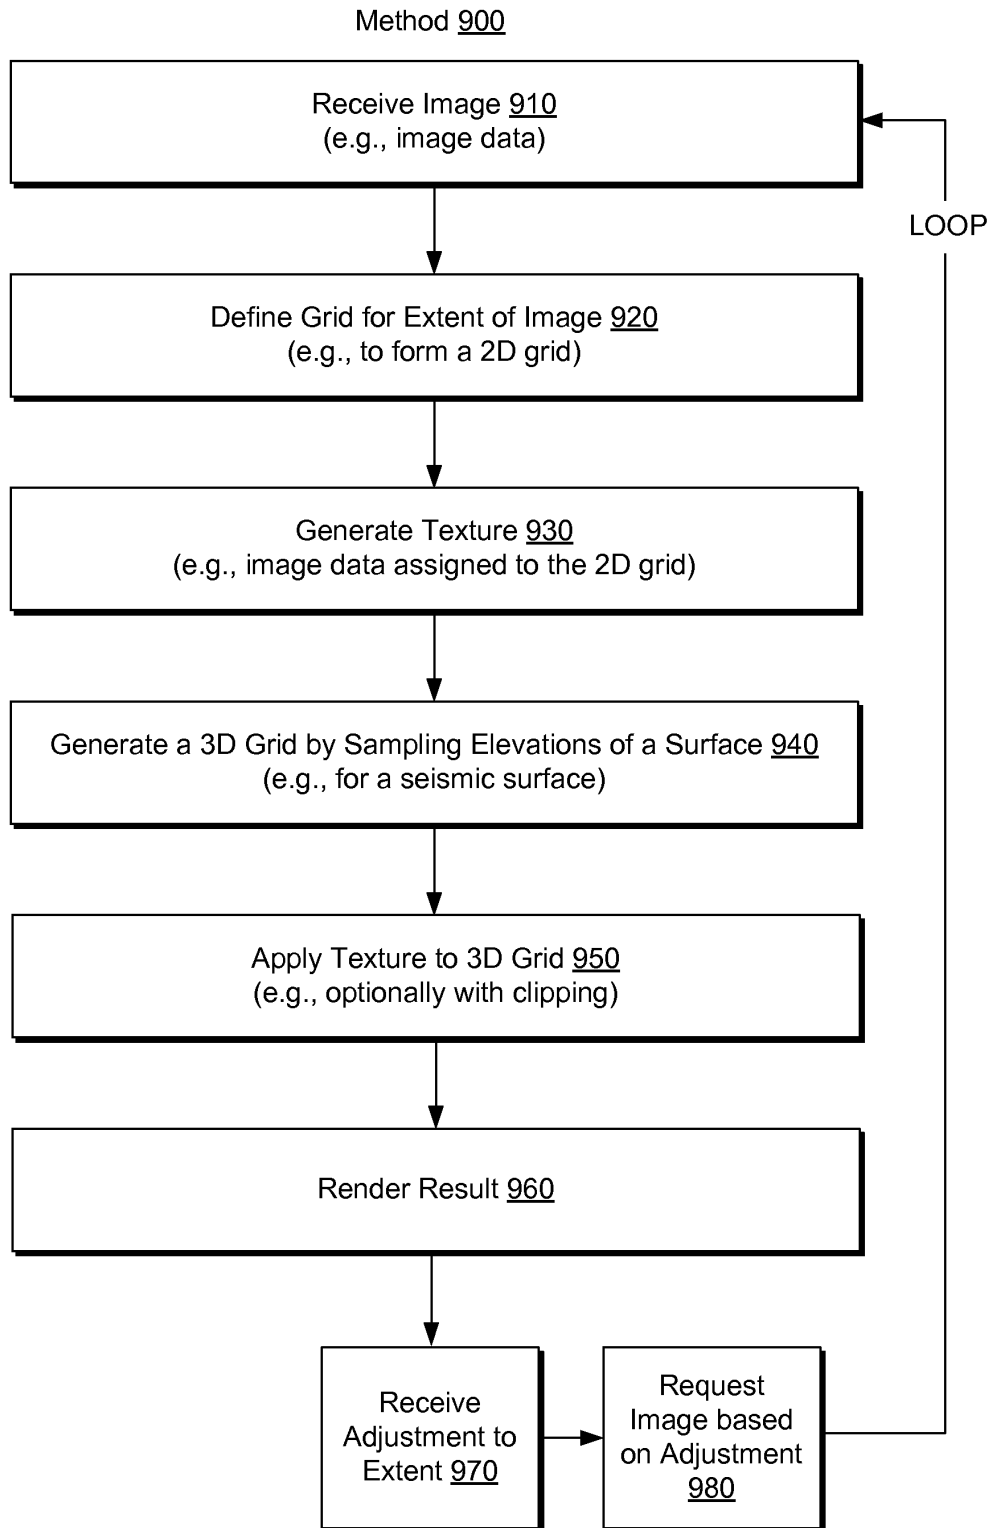 Method 900
Receive Image 910
(e.g., image data)
LOOP
Define Grid for Extent of Image 920
(e.g., to form a 2D grid)
Generate Texture 930
(e.g., image data assigned to the 2D grid)
Generate a 3D Grid by Sampling Elevations of a Surface 940
(e.g., for a seismic surface)
Apply Texture to 3D Grid 950
(e.g., optionally with clipping)
Render Result 960
Receive
Adjustment to
Extent 970
Request
Image based
on Adjustment
980